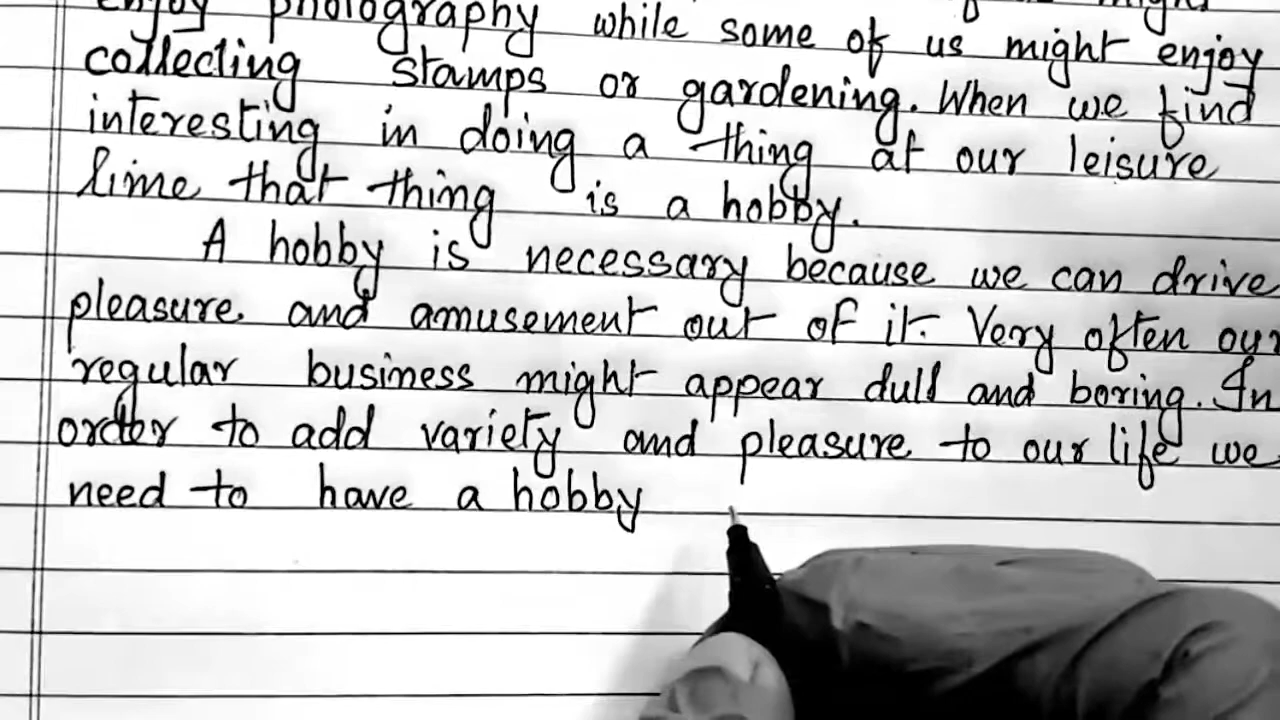 enjoy photography while some of us might enjoy
collecting stamps or gardening. When we find
interesting in doing a thing at our leisure
lime that thing is a hobby.
A hobby is necessary because we can drive
pleasure and amusement out of it. Very often our
regular business might appear dull and boring. In
order to add variety and pleasure to our life we
need to have a hobby